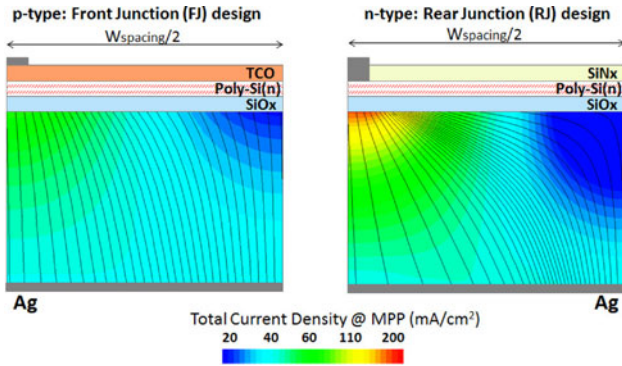 p-type: Front Junction (FJ) design
Wspacing/2
TCO
Poly-Si(n)
SiOx
Ag
n-type: Rear Junction (RJ) design
Wspacing/2
SiNx
Poly-Si(n)
SiOx
Ag
Total Current Density @ MPP (mA/cm²)
20 40 60 110 200